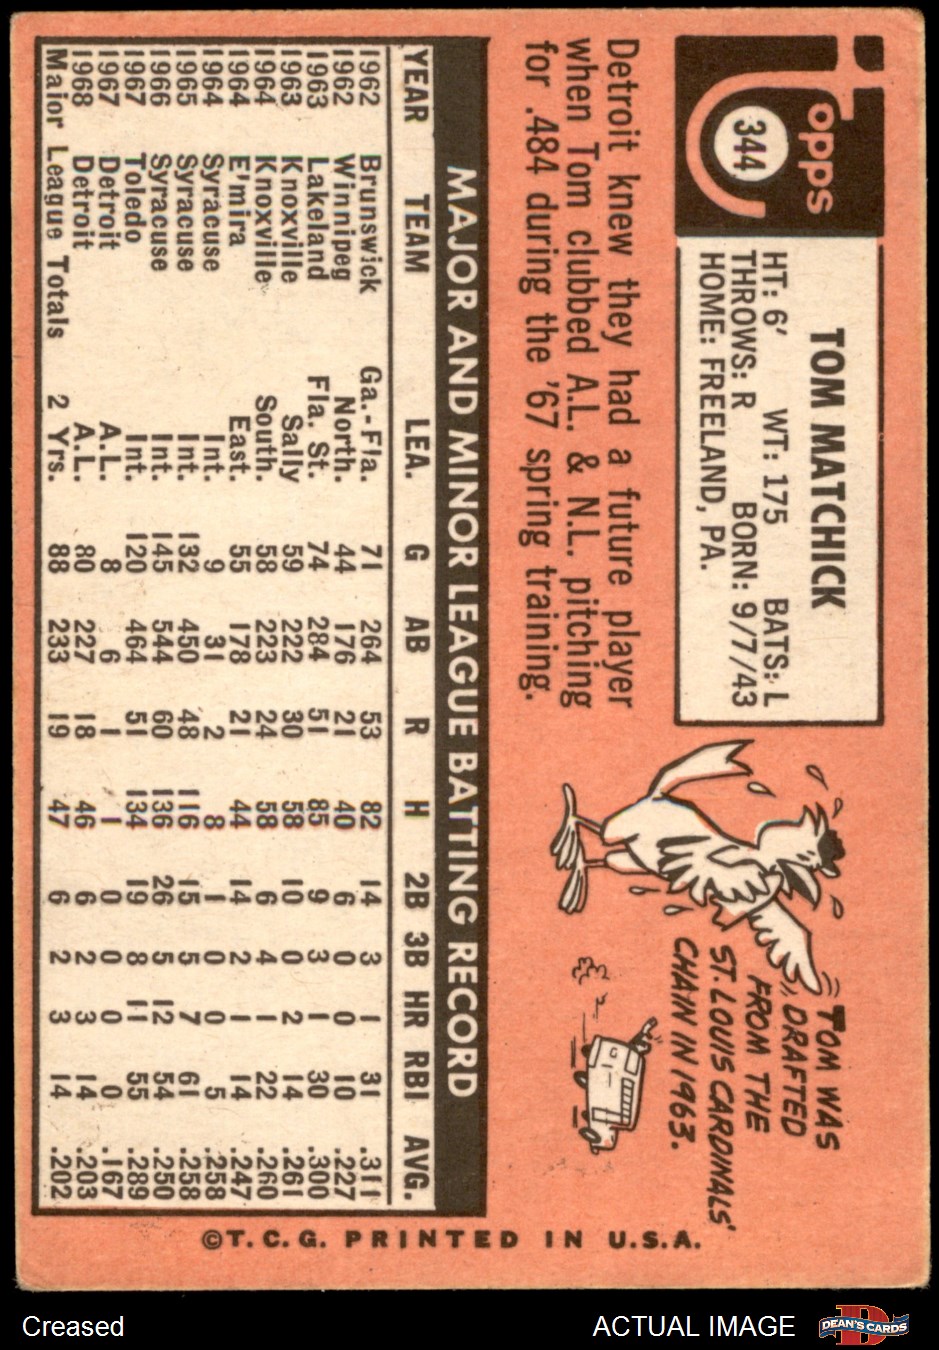 Topps
344
TOM MATCHICK
HT: 6' WT: 175 BATS: L
THROWS: R BORN: 9/7/43
HOME: FREELAND, PA.
Detroit knew they had a future player
when Tom clubbed A.L. & N.L. pitching
for .484 during the '67 spring training.
TOM WAS
DRAFTED
FROM THE
ST. LOUIS CARDINALS'
CHAIN IN 1963.
MAJOR AND MINOR LEAGUE BATTING RECORD
YEAR TEAM LEA. G AB R H 2B 3B HR RBI AVG.
1962 Brunswick Ga.-Fla. 71 264 53 82 14 3 1 31 .311
1962 Winnipeg North. 44 176 21 40 6 0 0 10 .227
1963 Lakeland Fla. St. 74 284 51 85 9 3 1 30 .300
1963 Knoxville Sally 59 222 30 58 10 0 2 14 .261
1964 Knoxville South. 58 223 24 58 6 4 1 22 .260
1964 E'mira East. 55 178 21 44 14 2 1 14 .247
1964 Syracuse Int. 9 31 2 8 1 0 0 5 .258
1965 Syracuse Int. 132 450 48 116 15 5 7 61 .258
1966 Syracuse Int. 145 544 60 136 26 5 12 54 .250
1967 Toledo Int. 120 464 51 134 19 8 11 55 .289
1967 Detroit A.L. 8 6 1 1 0 0 0 0 .167
1968 Detroit A.L. 80 227 18 46 6 2 3 14 .203
Major League Totals 2 Yrs. 88 233 19 47 6 2 3 14 .202
©T.C.G. PRINTED IN U.S.A.
Creased
ACTUAL IMAGE
D
DEAN'S CARDS